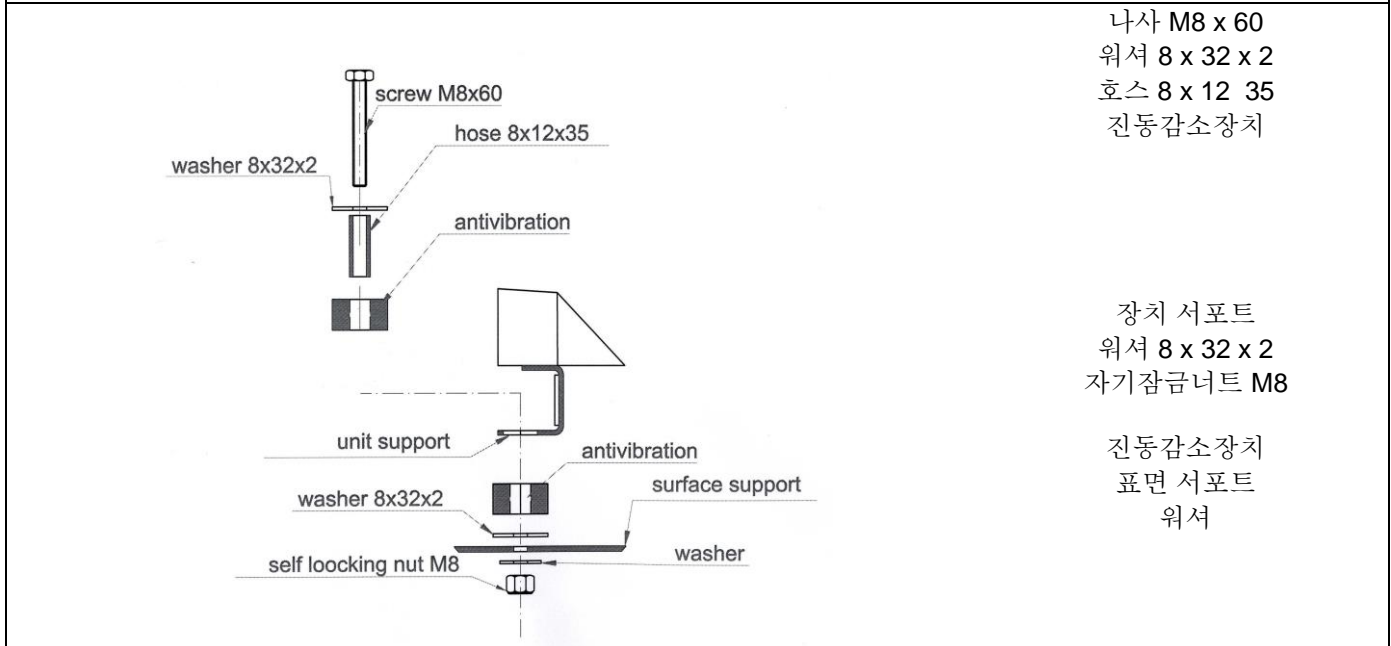 screw M8x60
hose 8x12x35
washer 8x32x2
antivibration
unit support
antivibration
washer 8x32x2
surface support
washer
self loocking nut M8
나사 M8 x 60
워셔 8 x 32 x 2
호스 8 x 12 35
진동감소장치
장치 서포트
워셔 8 x 32 x 2
자기잠금너트 M8
진동감소장치
표면 서포트
워셔